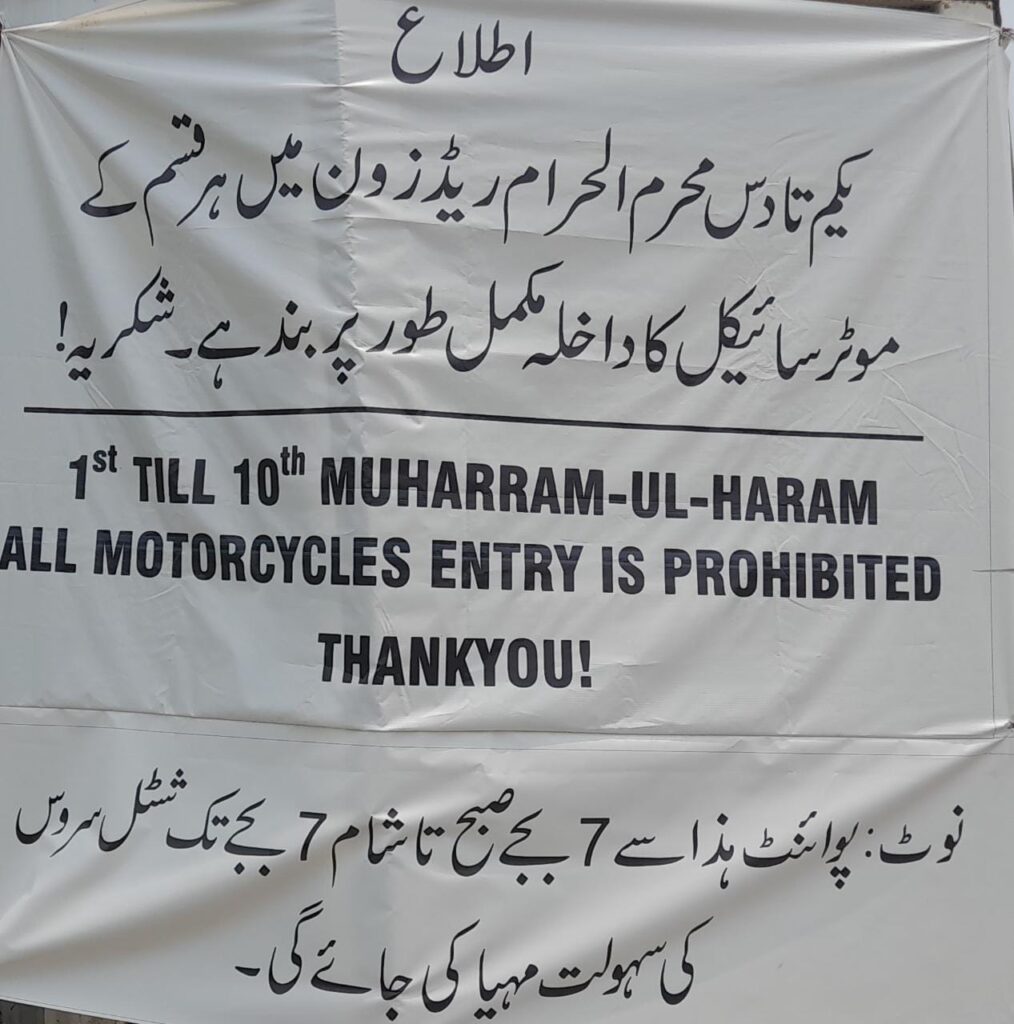 اطلاع
یکم تا دس محرم الحرام ریڈ زون میں ہر قسم کے
موٹر سائیکل کا داخلہ مکمل طور پر بند ہے۔ شکریہ!
1st TILL 10th MUHARRAM-UL-HARAM
ALL MOTORCYCLES ENTRY IS PROHIBITED
THANKYOU!
نوٹ: پوائنٹ ہذا سے 7 بجے صبح تا شام 7 بجے تک شٹل سروس
کی سہولت مہیا کی جائے گی۔